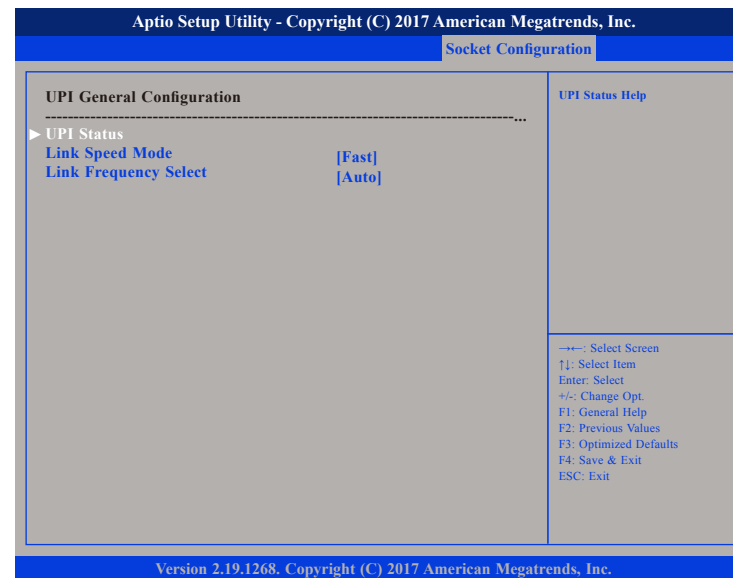 Aptio Setup Utility - Copyright (C) 2017 American Megatrends, Inc.
Socket Configuration
UPI General Configuration
------------------------------------------------------------------------------------...
► UPI Status
Link Speed Mode [Fast]
Link Frequency Select [Auto]
UPI Status Help
→←: Select Screen
↑↓: Select Item
Enter: Select
+/-: Change Opt.
F1: General Help
F2: Previous Values
F3: Optimized Defaults
F4: Save & Exit
ESC: Exit
Version 2.19.1268. Copyright (C) 2017 American Megatrends, Inc.